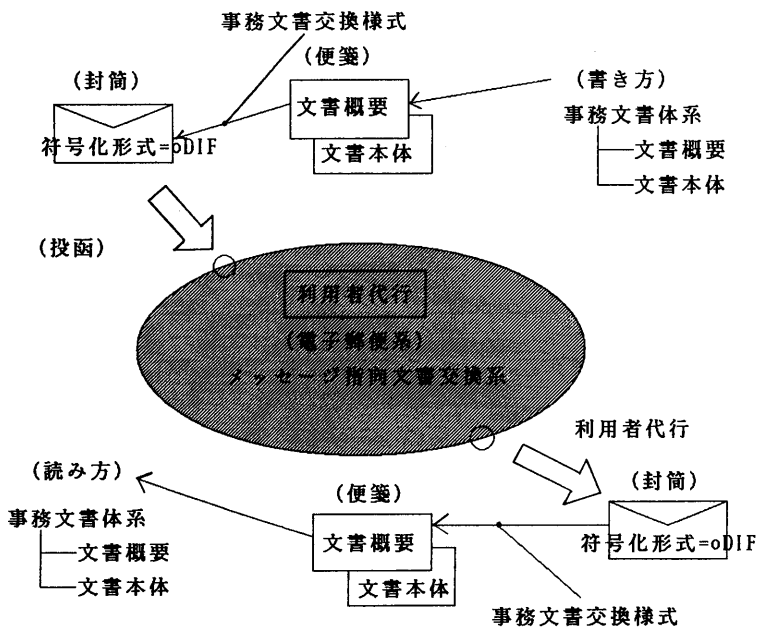 事務文書交換様式
(便箋)
(封筒)
(書き方)
文書概要
事務文書体系
符号化形式=oDIF
文書本体
文書概要
文書本体
(投函)
利用者代行
(電子郵便系)
メッセージ指向文書交換系
利用者代行
(読み方)
(便箋)
(封筒)
事務文書体系
文書概要
符号化形式=oDIF
文書概要
文書本体
文書本体
事務文書交換様式